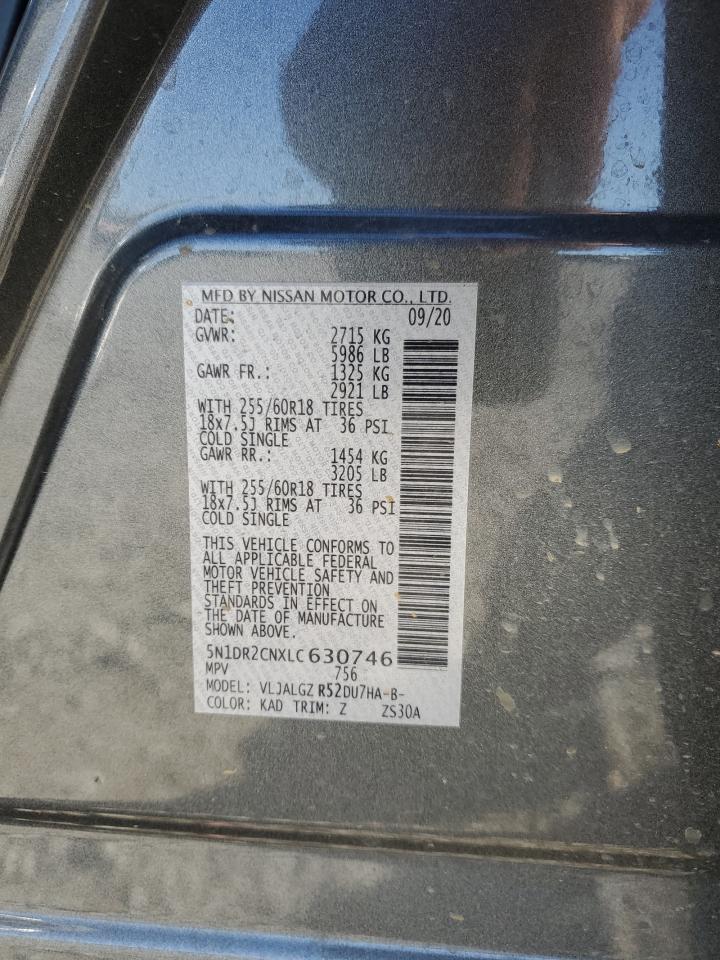 MFD BY NISSAN MOTOR CO., LTD.
DATE: 09/20
GVWR: 2715 KG
5986 LB
GAWR FR.: 1325 KG
2921 LB
WITH 255/60R18 TIRES
18x7.5J RIMS AT 36 PSI
COLD SINGLE
GAWR RR.: 1454 KG
3205 LB
WITH 255/60R18 TIRES
18x7.5J RIMS AT 36 PSI
COLD SINGLE
THIS VEHICLE CONFORMS TO
ALL APPLICABLE FEDERAL
MOTOR VEHICLE SAFETY AND
THEFT PREVENTION
STANDARDS IN EFFECT ON
THE DATE OF MANUFACTURE
SHOWN ABOVE.
5N1DR2CNXLC630746
MPV 756
MODEL: VLJALGZ R52DU7HA-B-
COLOR: KAD TRIM: Z ZS30A